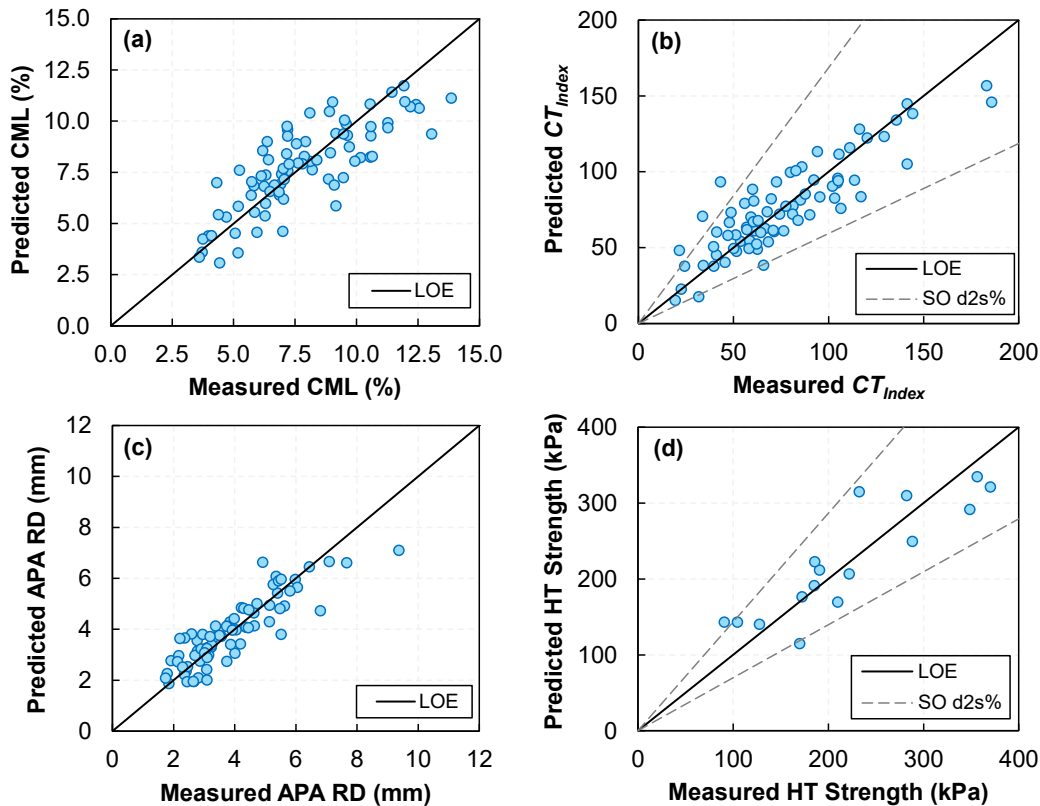 (a)
Predicted CML (%)
15.0
12.5
10.0
7.5
5.0
2.5
0.0
LOE
0.0 2.5 5.0 7.5 10.0 12.5 15.0
Measured CML (%)
(b)
Predicted CT_Index
200
150
100
50
0
LOE
SO d2s%
0 50 100 150 200
Measured CT_Index
(c)
Predicted APA RD (mm)
12
10
8
6
4
2
0
LOE
0 2 4 6 8 10 12
Measured APA RD (mm)
(d)
Predicted HT Strength (kPa)
400
300
200
100
0
LOE
SO d2s%
0 100 200 300 400
Measured HT Strength (kPa)